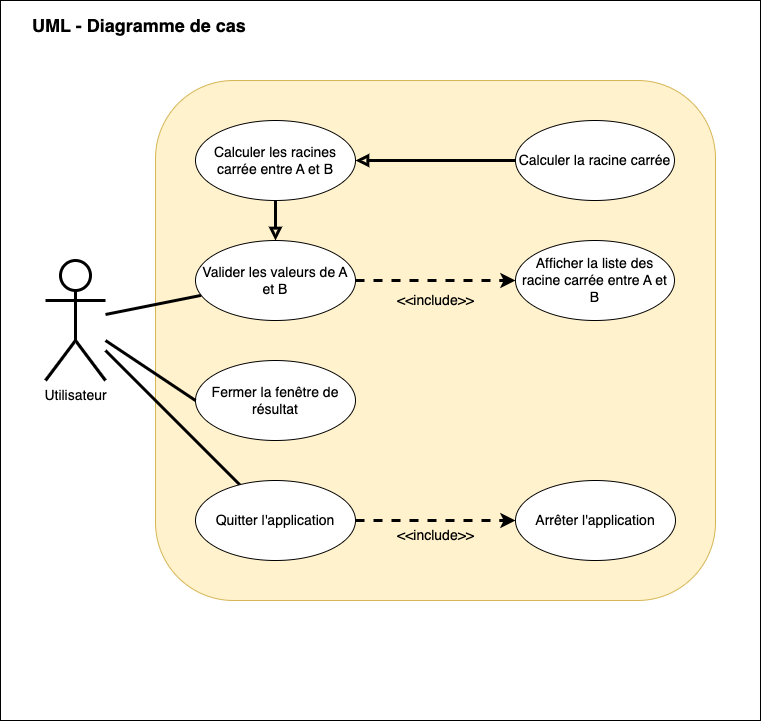 UML - Diagramme de cas
Calculer les racines
carrée entre A et B
Calculer la racine carrée
Valider les valeurs de A
et B
<<include>>
Afficher la liste des
racine carrée entre A et
B
Utilisateur
Fermer la fenêtre de
résultat
Quitter l'application
<<include>>
Arrêter l'application